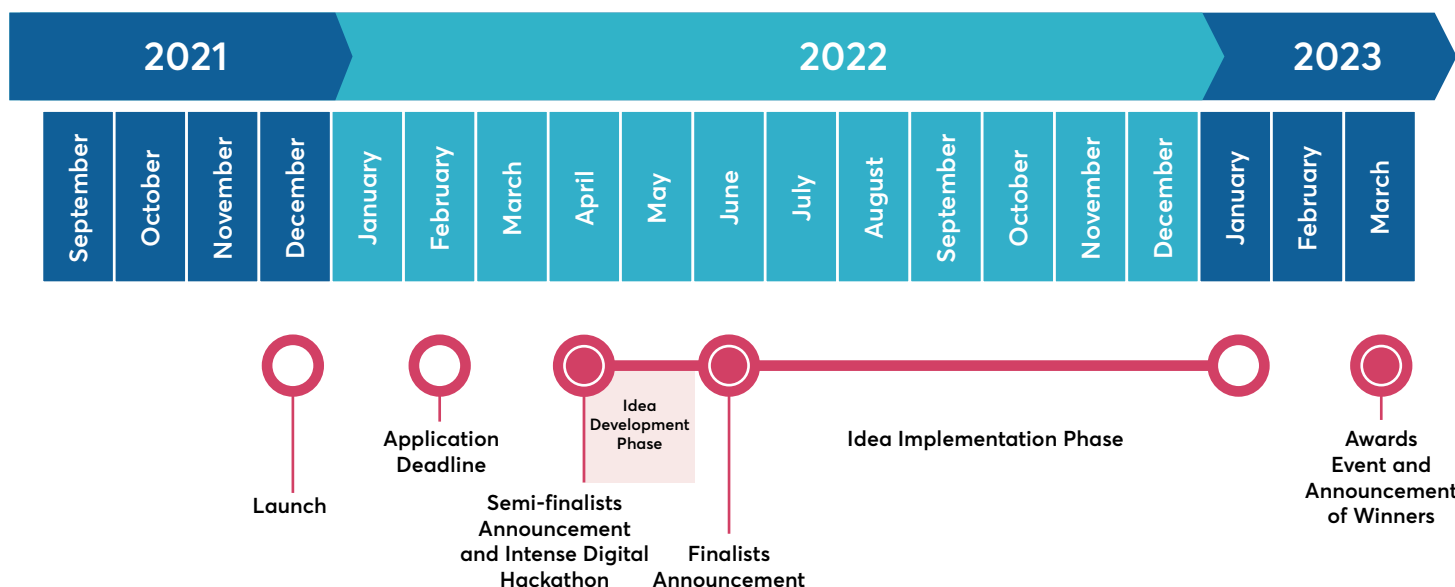 2021
2022
2023
September
October
November
December
January
February
March
April
May
June
July
August
September
October
November
December
January
February
March
Launch
Application
Deadline
Semi-finalists
Announcement
and Intense Digital
Hackathon
Idea
Development
Phase
Finalists
Announcement
Idea Implementation Phase
Awards
Event and
Announcement
of Winners